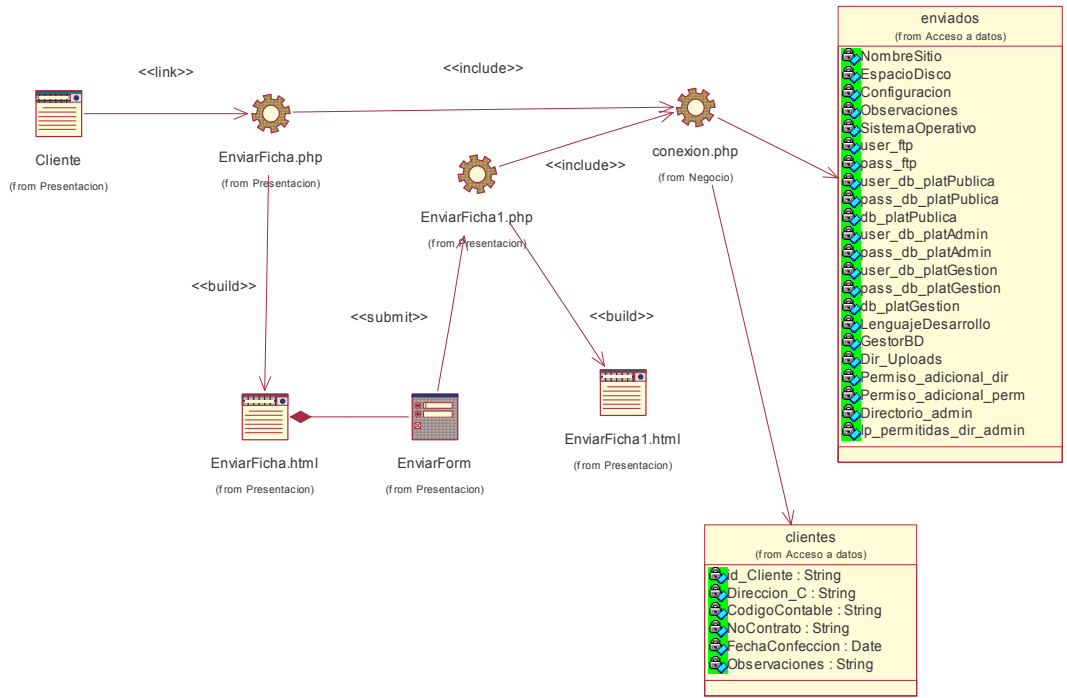 enviados
(from Acceso a datos)
NombreSitio
EspacioDisco
Configuracion
Observaciones
SistemaOperativo
user_ftp
pass_ftp
user_db_platPublica
pass_db_platPublica
db_platPublica
user_db_platAdmin
pass_db_platAdmin
user_db_platGestion
pass_db_platGestion
db_platGestion
LenguajeDesarrollo
GestorBD
Dir_Uploads
Permiso_adicional_dir
Permiso_adicional_perm
Directorio_admin
Ip_permitidas_dir_admin
<<link>>
<<include>>
Cliente
(from Presentacion)
EnviarFicha.php
(from Presentacion)
conexion.php
(from Negocio)
<<include>>
EnviarFicha1.php
(from Presentacion)
<<build>>
<<submit>>
<<build>>
EnviarFicha.html
(from Presentacion)
EnviarForm
(from Presentacion)
EnviarFicha1.html
(from Presentacion)
clientes
(from Acceso a datos)
id_Cliente : String
Direccion_C : String
CodigoContable : String
NoContrato : String
FechaConfeccion : Date
Observaciones : String